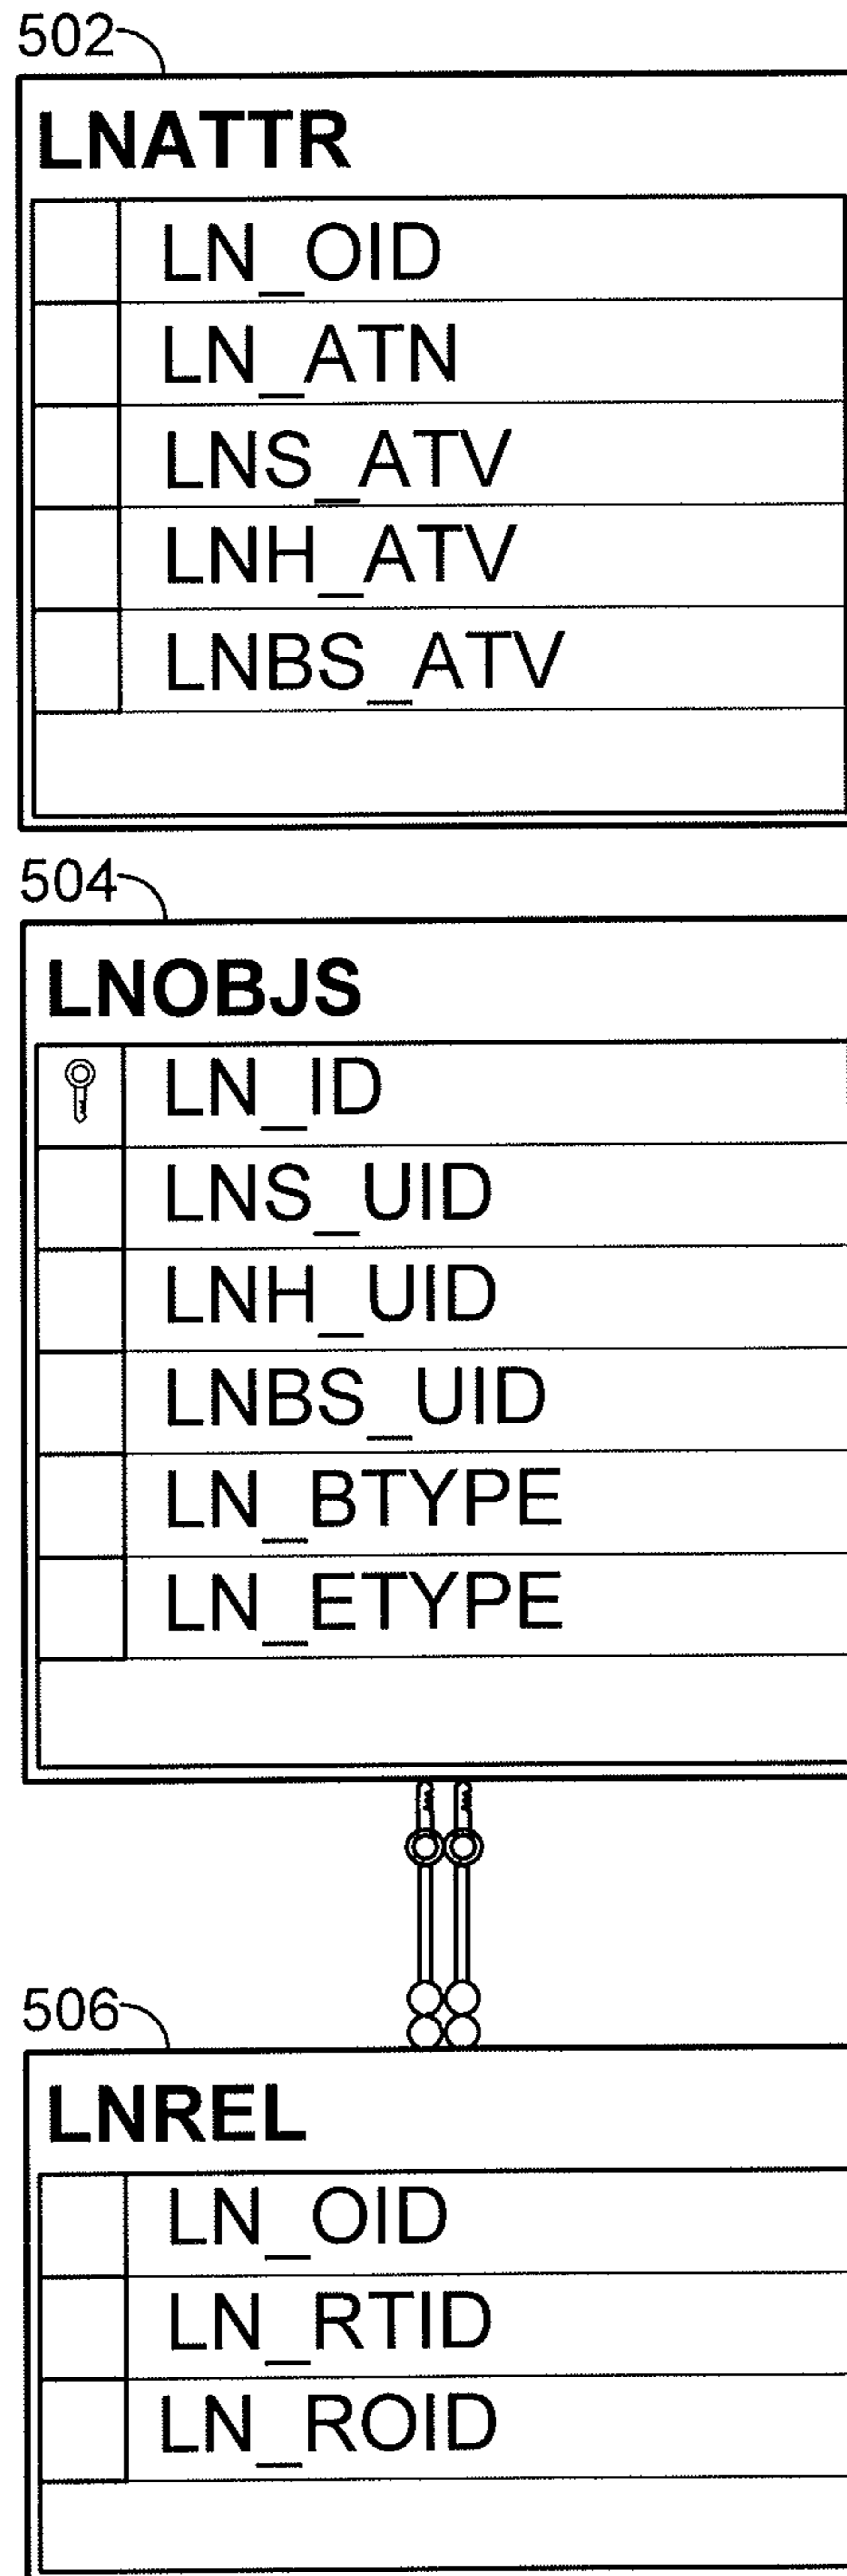 502
LNATTR
LN_OID
LN_ATN
LNS_ATV
LNH_ATV
LNBS_ATV
504
LNOBJS
LN_ID
LNS_UID
LNH_UID
LNBS_UID
LN_BTYPE
LN_ETYPE
506
LNREL
LN_OID
LN_RTID
LN_ROID